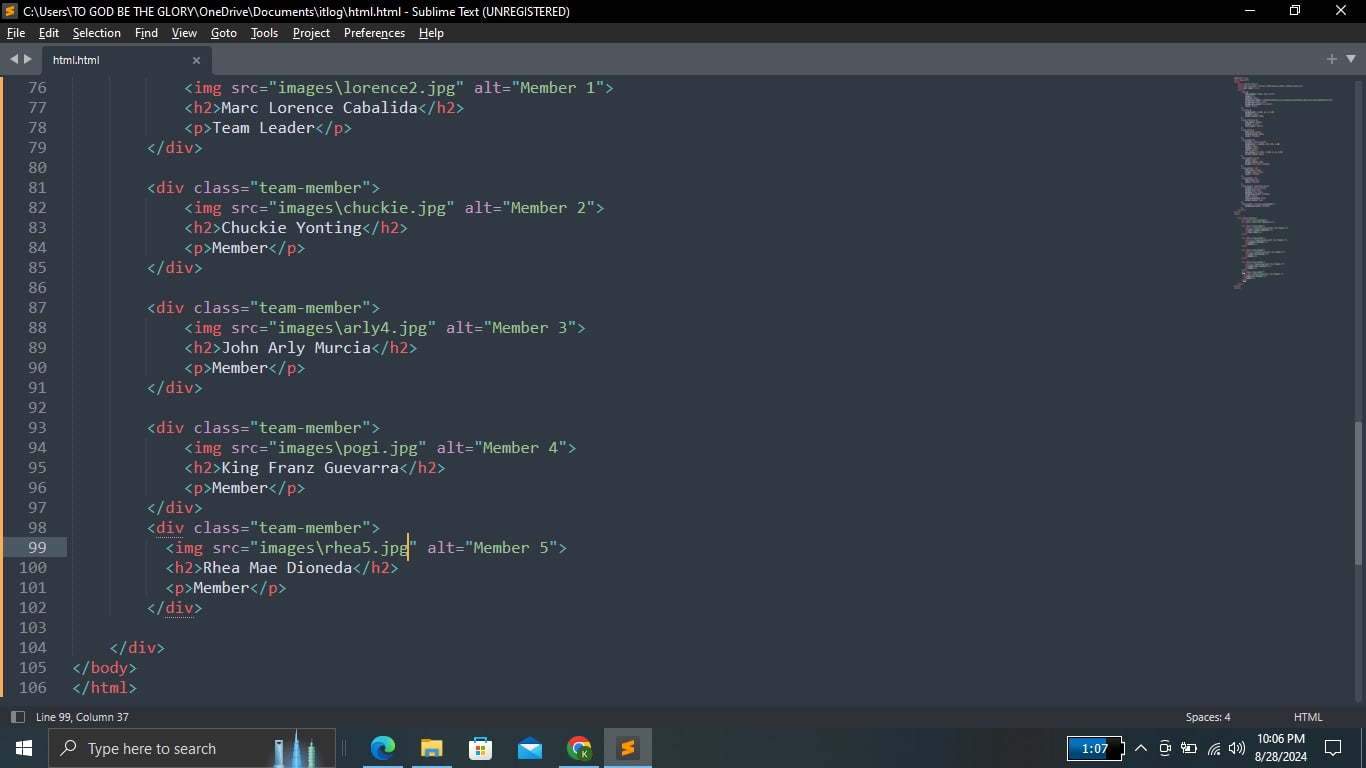 C:\Users\TO GOD BE THE GLORY\OneDrive\Documents\itlog\html.html - Sublime Text (UNREGISTERED)
File Edit Selection Find View Goto Tools Project Preferences Help
html.html
76 <img src="images\lorence2.jpg" alt="Member 1">
77 <h2>Marc Lorence Cabalida</h2>
78 <p>Team Leader</p>
79 </div>
80
81 <div class="team-member">
82 <img src="images\chuckie.jpg" alt="Member 2">
83 <h2>Chuckie Yonting</h2>
84 <p>Member</p>
85 </div>
86
87 <div class="team-member">
88 <img src="images\arly4.jpg" alt="Member 3">
89 <h2>John Arly Murcia</h2>
90 <p>Member</p>
91 </div>
92
93 <div class="team-member">
94 <img src="images\pogi.jpg" alt="Member 4">
95 <h2>King Franz Guevarra</h2>
96 <p>Member</p>
97 </div>
98 <div class="team-member">
99 <img src="images\rhea5.jpg" alt="Member 5">
100 <h2>Rhea Mae Dioneda</h2>
101 <p>Member</p>
102 </div>
103
104 </div>
105 </body>
106 </html>
Line 99, Column 37 Spaces: 4 HTML
Type here to search 1:07 10:06 PM
8/28/2024